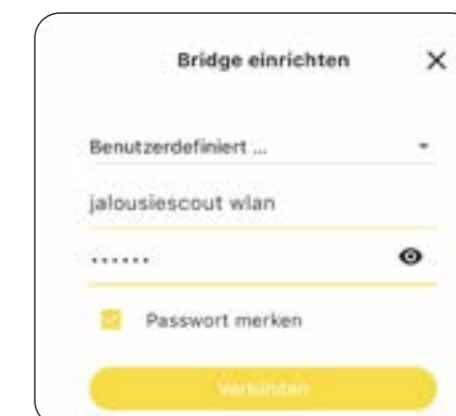 Bridge einrichten
Benutzerdefiniert ...
jalousiescout wlan
••••••
Passwort merken
Verbinden